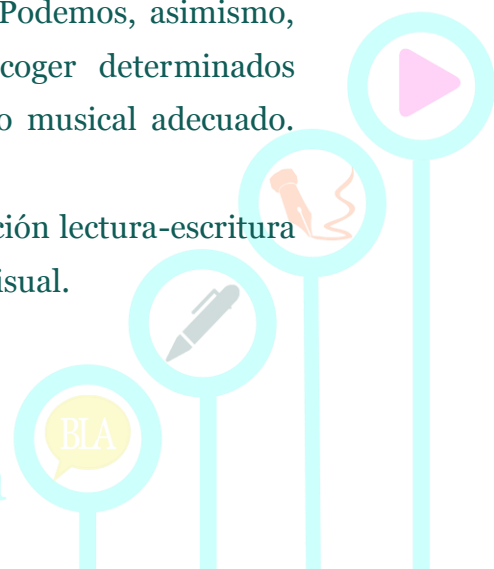 Podemos, asimismo,
coger determinados
o musical adecuado.
ción lectura-escritura
isual.
BLA